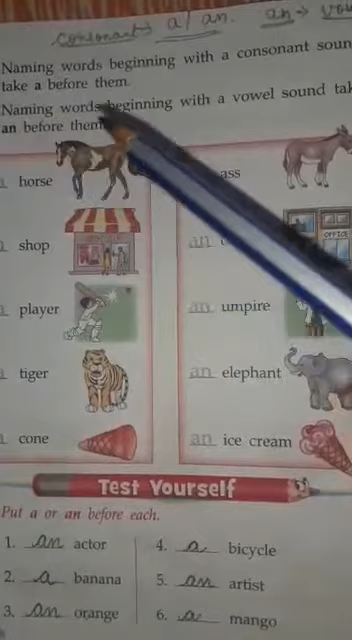 consonant a/an. an → vow
Naming words beginning with a consonant soun
take a before them
Naming words beginning with a vowel sound tak
an before them
horse
ass
shop
an
OFFICE
player
an umpire
tiger
an elephant
cone
an ice cream
Test Yourself
Put a or an before each.
1. an actor
4. a bicycle
2. a banana
5. an artist
3. an orange
6. a mango